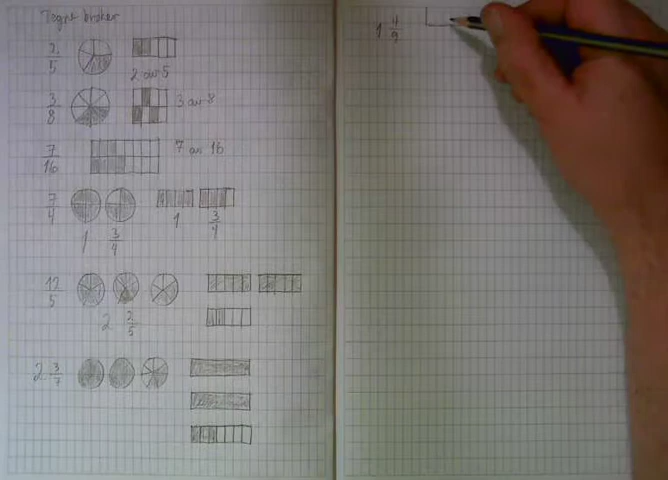 Tegne brøker
2/5
2 av 5
3/8 3 av 8
7/16 7 av 16
7/4
1 3/4 1 3/4
12/5
2 2/5
2 3/7
1 4/9